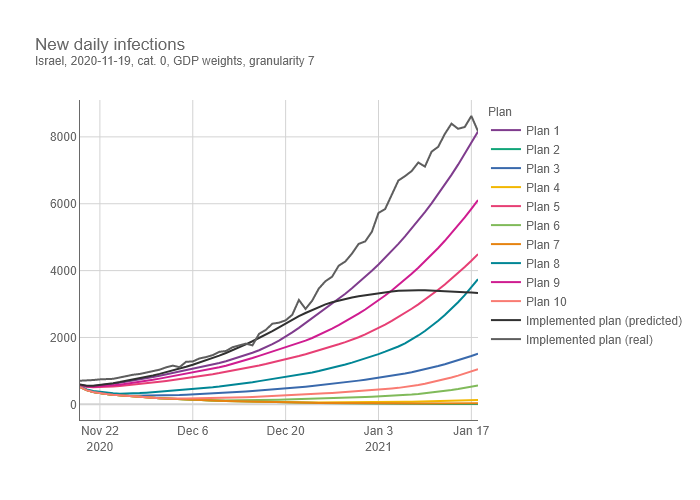 New daily infections
Israel, 2020-11-19, cat. 0, GDP weights, granularity 7
Plan
Plan 1
Plan 2
Plan 3
Plan 4
Plan 5
Plan 6
Plan 7
Plan 8
Plan 9
Plan 10
Implemented plan (predicted)
Implemented plan (real)
8000
6000
4000
2000
0
Nov 22 Dec 6 Dec 20 Jan 3 Jan 17
2020 2021